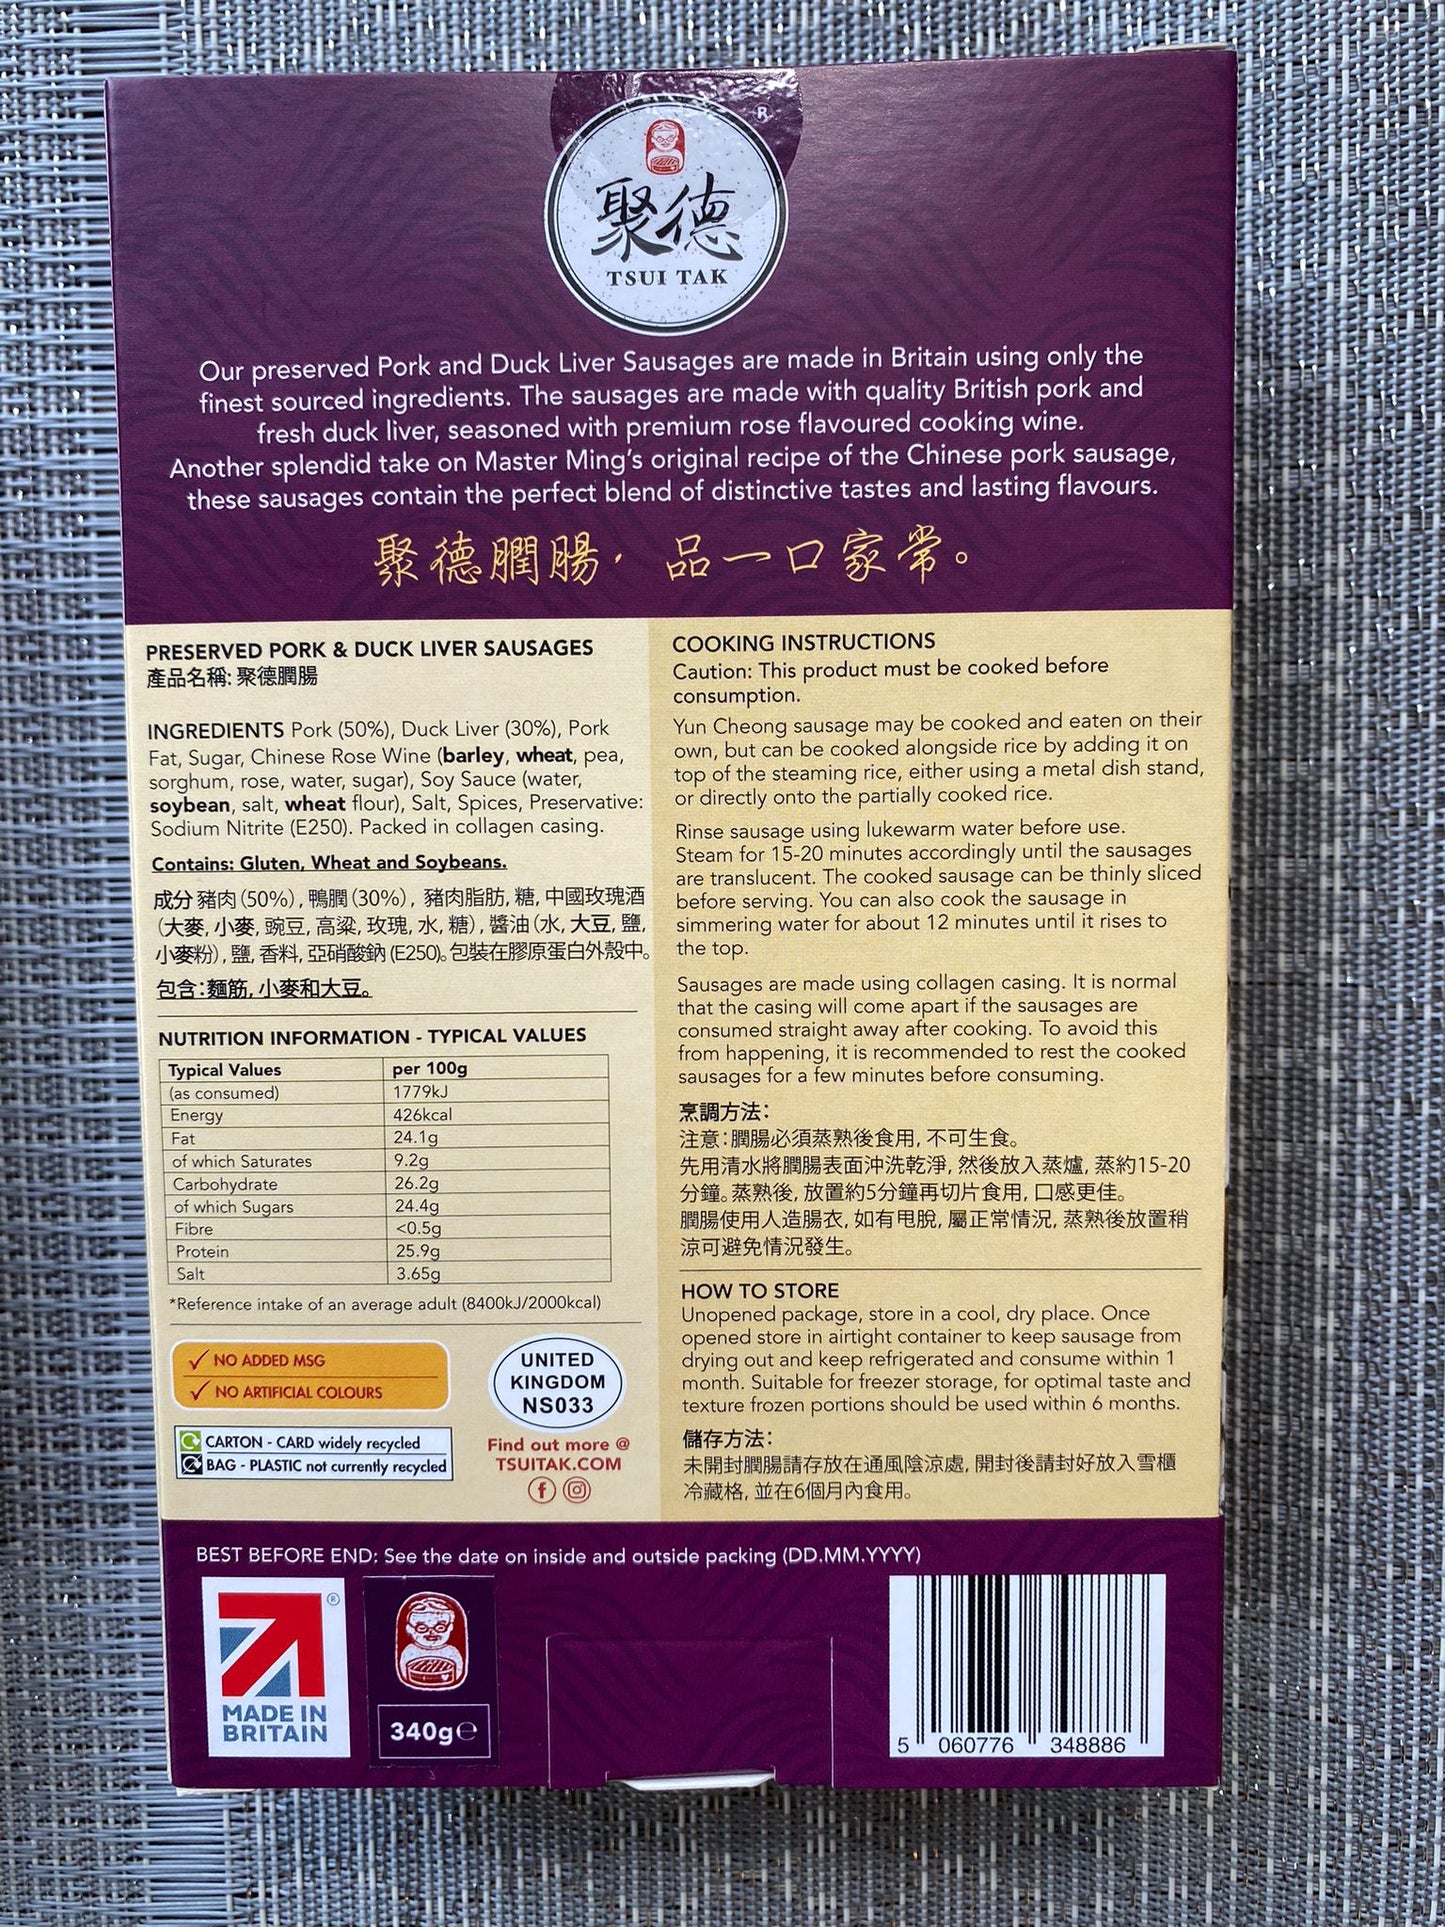 ®
聚德
TSUI TAK
Our preserved Pork and Duck Liver Sausages are made in Britain using only the
finest sourced ingredients. The sausages are made with quality British pork and
fresh duck liver, seasoned with premium rose flavoured cooking wine.
Another splendid take on Master Ming's original recipe of the Chinese pork sausage,
these sausages contain the perfect blend of distinctive tastes and lasting flavours.
聚德膶腸，品一口家常。
PRESERVED PORK & DUCK LIVER SAUSAGES
產品名稱: 聚德膶腸
INGREDIENTS Pork (50%), Duck Liver (30%), Pork
Fat, Sugar, Chinese Rose Wine (barley, wheat, pea,
sorghum, rose, water, sugar), Soy Sauce (water,
soybean, salt, wheat flour), Salt, Spices, Preservative:
Sodium Nitrite (E250). Packed in collagen casing.
Contains: Gluten, Wheat and Soybeans.
成分 豬肉 (50%), 鴨膶 (30%), 豬肉脂肪, 糖, 中國玫瑰酒
(大麥, 小麥, 豌豆, 高粱, 玫瑰, 水, 糖), 醬油 (水, 大豆, 鹽,
小麥粉), 鹽, 香料, 亞硝酸鈉 (E250)。包裝在膠原蛋白外殼中。
包含: 麵筋, 小麥和大豆。
NUTRITION INFORMATION - TYPICAL VALUES
Typical Values per 100g
(as consumed) 1779kJ
Energy 426kcal
Fat 24.1g
of which Saturates 9.2g
Carbohydrate 26.2g
of which Sugars 24.4g
Fibre <0.5g
Protein 25.9g
Salt 3.65g
*Reference intake of an average adult (8400kJ/2000kcal)
NO ADDED MSG
NO ARTIFICIAL COLOURS
CARTON - CARD widely recycled
BAG - PLASTIC not currently recycled
UNITED
KINGDOM
NS033
Find out more @
TSUITAK.COM
COOKING INSTRUCTIONS
Caution: This product must be cooked before
consumption.
Yun Cheong sausage may be cooked and eaten on their
own, but can be cooked alongside rice by adding it on
top of the steaming rice, either using a metal dish stand,
or directly onto the partially cooked rice.
Rinse sausage using lukewarm water before use.
Steam for 15-20 minutes accordingly until the sausages
are translucent. The cooked sausage can be thinly sliced
before serving. You can also cook the sausage in
simmering water for about 12 minutes until it rises to
the top.
Sausages are made using collagen casing. It is normal
that the casing will come apart if the sausages are
consumed straight away after cooking. To avoid this
from happening, it is recommended to rest the cooked
sausages for a few minutes before consuming.
烹調方法:
注意: 膶腸必須蒸熟後食用, 不可生食。
先用清水將膶腸表面沖洗乾淨, 然後放入蒸爐, 蒸約15-20
分鐘。蒸熟後, 放置約5分鐘再切片食用, 口感更佳。
膶腸使用人造腸衣, 如有甩脫, 屬正常情況, 蒸熟後放置稍
涼可避免情況發生。
HOW TO STORE
Unopened package, store in a cool, dry place. Once
opened store in airtight container to keep sausage from
drying out and keep refrigerated and consume within 1
month. Suitable for freezer storage, for optimal taste and
texture frozen portions should be used within 6 months.
儲存方法:
未開封膶腸請存放在通風陰涼處, 開封後請封好放入雪櫃
冷藏格, 並在6個月內食用。
BEST BEFORE END: See the date on inside and outside packing (DD.MM.YYYY)
®
MADE IN
BRITAIN
340g℮
5 060776 348886